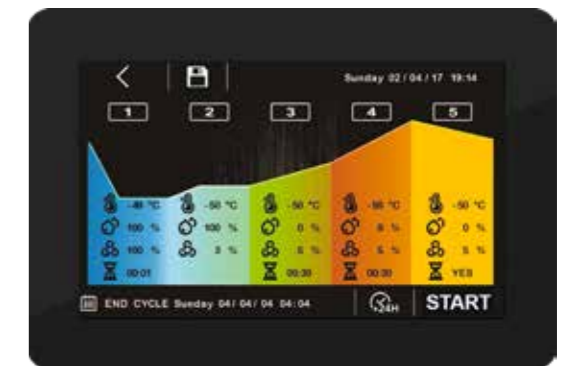 Sunday 02/04/17 19:14
1 2 3 4 5
-40 °C -50 °C -50 °C -50 °C -50 °C
100 % 100 % 0 % 0 % 0 %
100 % 5 % 5 % 5 % 5 %
00:01 00:30 00:30 YES
END CYCLE Sunday 04/04/04 04:04 +24H START